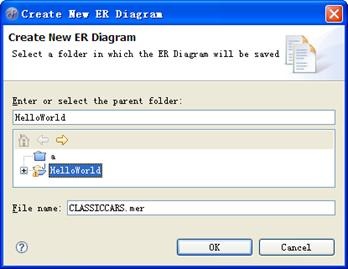 Create New ER Diagram
Create New ER Diagram
Select a folder in which the ER Diagram will be saved
Enter or select the parent folder:
HelloWorld
a
HelloWorld
File name: CLASSICCARS.mer
OK Cancel